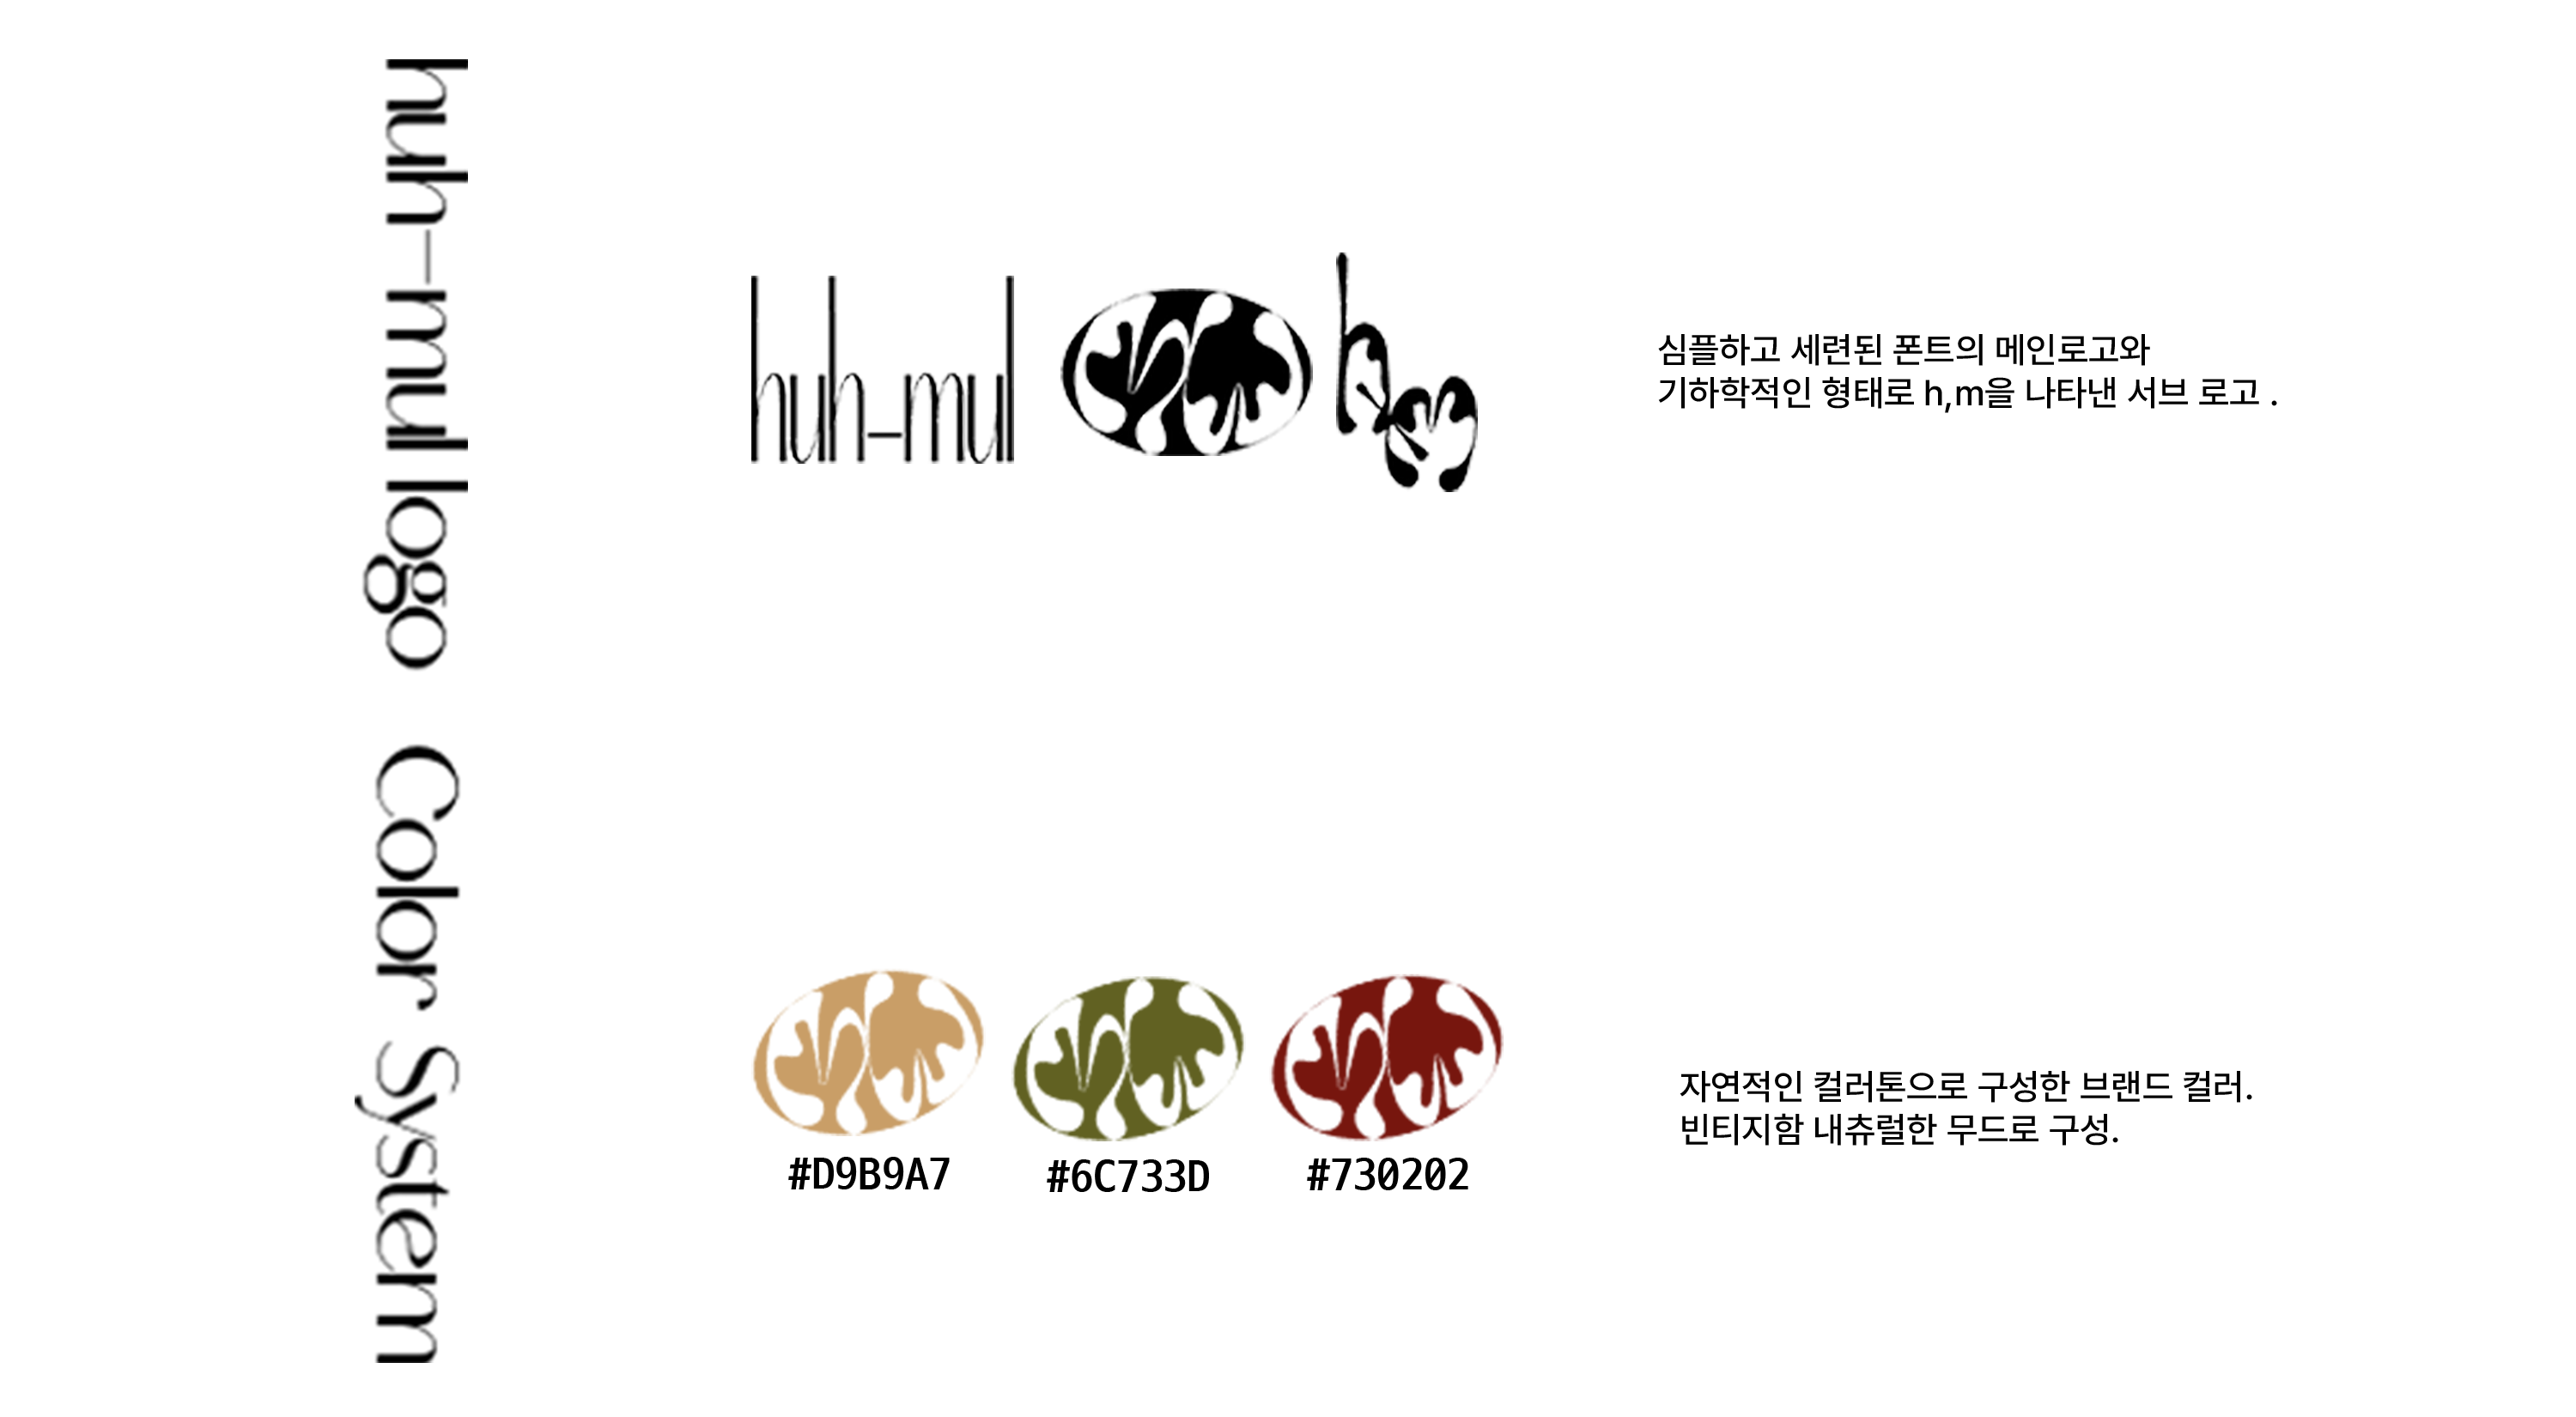 huh-mul logo
huh-mul
hm
심플하고 세련된 폰트의 메인로고와
기하학적인 형태로 h,m을 나타낸 서브 로고 .
Color System
#D9B9A7
#6C733D
#730202
자연적인 컬러톤으로 구성한 브랜드 컬러.
빈티지함 내츄럴한 무드로 구성.